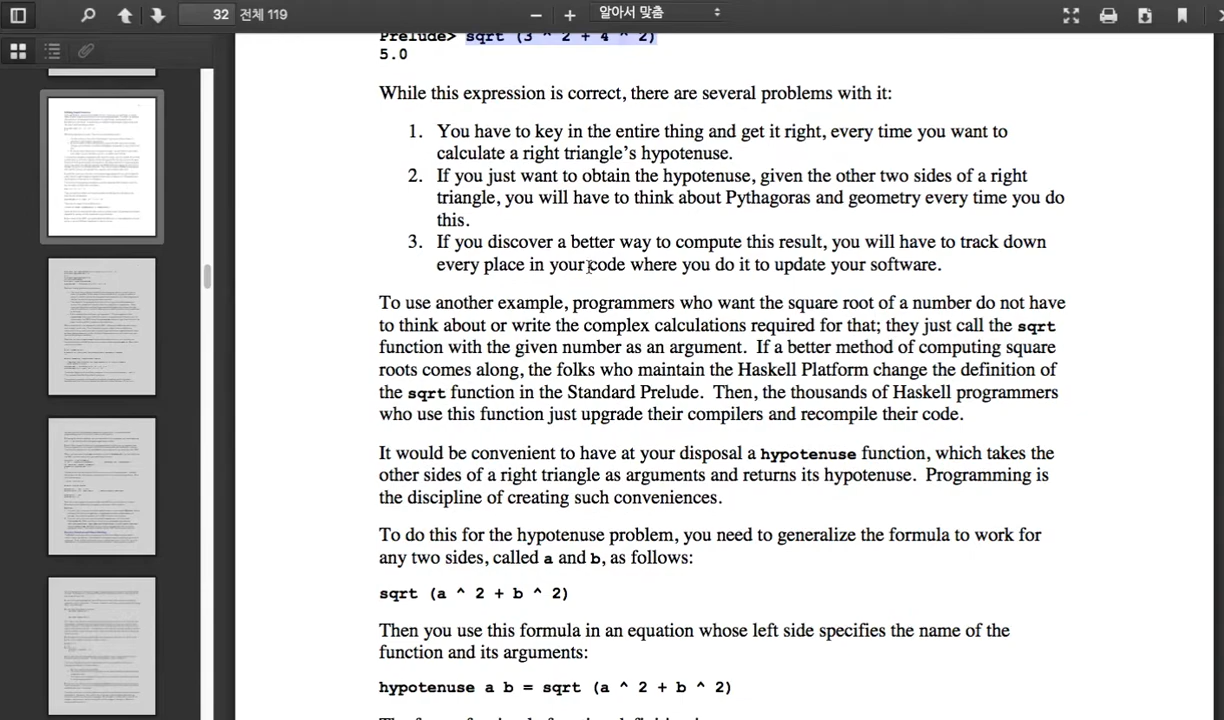 32 전체 119
알아서 맞춤
Prelude> sqrt (3 ^ 2 + 4 ^ 2)
5.0
While this expression is correct, there are several problems with it:
1. You have to key in the entire thing and get it right, every time you want to
calculate a right triangle's hypotenuse.
2. If you just want to obtain the hypotenuse, given the other two sides of a right
triangle, you will have to think about Pythagoras and geometry every time you do
this.
3. If you discover a better way to compute this result, you will have to track down
every place in your code where you do it to update your software.
To use another example, programmers who want the square root of a number do not have
to think about or write the complex calculations required for that; they just call the sqrt
function with the given number as an argument. If a better method of computing square
roots comes along, the folks who maintain the Haskell Platform change the definition of
the sqrt function in the Standard Prelude. Then, the thousands of Haskell programmers
who use this function just upgrade their compilers and recompile their code.
It would be convenient to have at your disposal a hypotenuse function, which takes the
other sides of a right triangle as arguments and returns its hypotenuse. Programming is
the discipline of creating such conveniences.
To do this for the hypotenuse problem, you need to generalize the formula to work for
any two sides, called a and b, as follows:
sqrt (a ^ 2 + b ^ 2)
Then you use this formula in an equation whose left side specifies the name of the
function and its arguments:
hypotenuse a b = sqrt (a ^ 2 + b ^ 2)